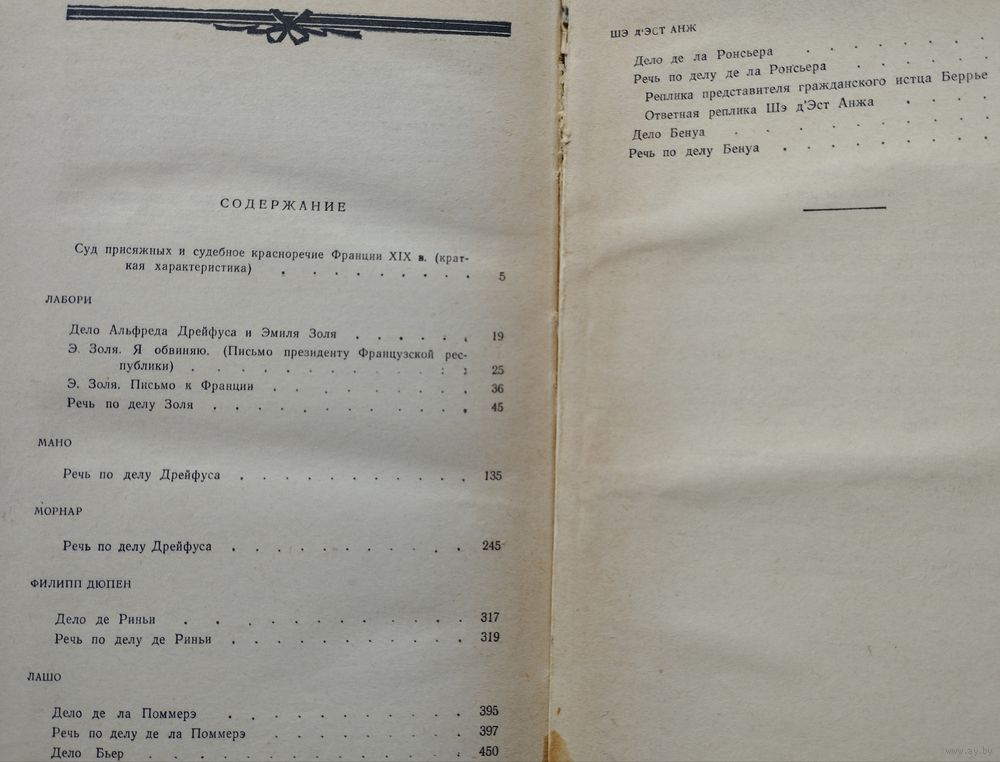 СОДЕРЖАНИЕ
Суд присяжных и судебное красноречие Франции XIX в. (крат-
кая характеристика) . . . . . . . . 5
ЛАБОРИ
Дело Альфреда Дрейфуса и Эмиля Золя . . . . . . 19
Э. Золя. Я обвиняю. (Письмо президенту Французской рес-
публики) . . . . . . . . . . . . 25
Э. Золя. Письмо к Франции . . . . . . . . . 36
Речь по делу Золя . . . . . . . . . . . . 45
МАНО
Речь по делу Дрейфуса . . . . . . . . . . 135
МОРНАР
Речь по делу Дрейфуса . . . . . . . . . . 245
ФИЛИПП ДЮПЕН
Дело де Риньи . . . . . . . . . . . 317
Речь по делу де Риньи . . . . . . . . . . 319
ЛАШО
Дело де ла Поммерэ . . . . . . . . . . 395
Речь по делу де ла Поммерэ . . . . . . . . 397
Дело Бьер . . . . . . . . . . . . . 450
ШЭ д'ЭСТ АНЖ
Дело де ла Ронсьера . . . . . . .
Речь по делу де ла Ронсьера . . . . . .
Реплика представителя гражданского истца Беррье
Ответная реплика Шэ д'Эст Анжа . . . .
Дело Бенуа . . . . . . . . .
Речь по делу Бенуа . . . . . . . .
www.ay.by